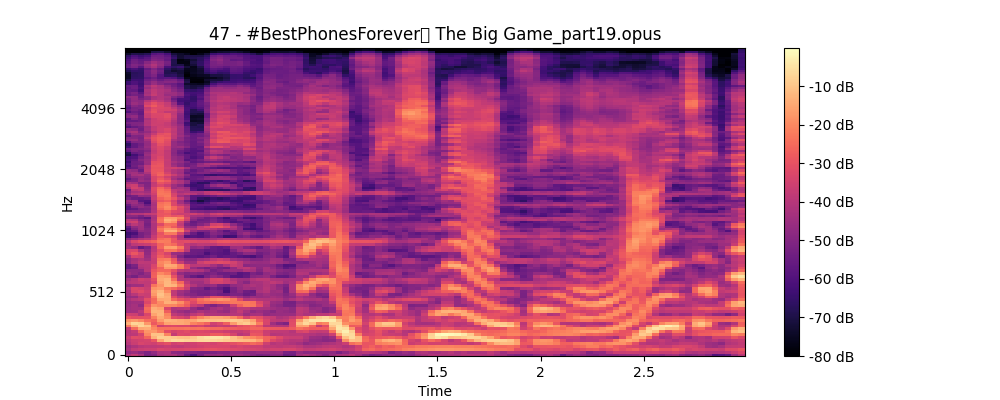 47 - #BestPhonesForever▯ The Big Game_part19.opus
4096
2048
1024
512
0
Hz
0
0.5
1
1.5
2
2.5
Time
-10 dB
-20 dB
-30 dB
-40 dB
-50 dB
-60 dB
-70 dB
-80 dB